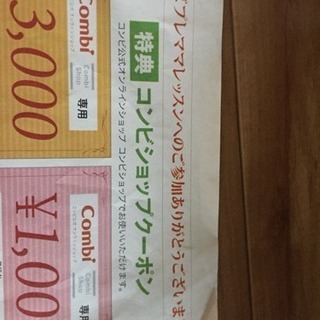 プレママレッスンへのご参加ありがとうございま
特典 コンビショップクーポン
コンビ公式オンラインショップ コンビショップでお使いいただけます。
Combi
Combi Shop 専用
3,000
Combi
Combi Shop 専用
¥1,00